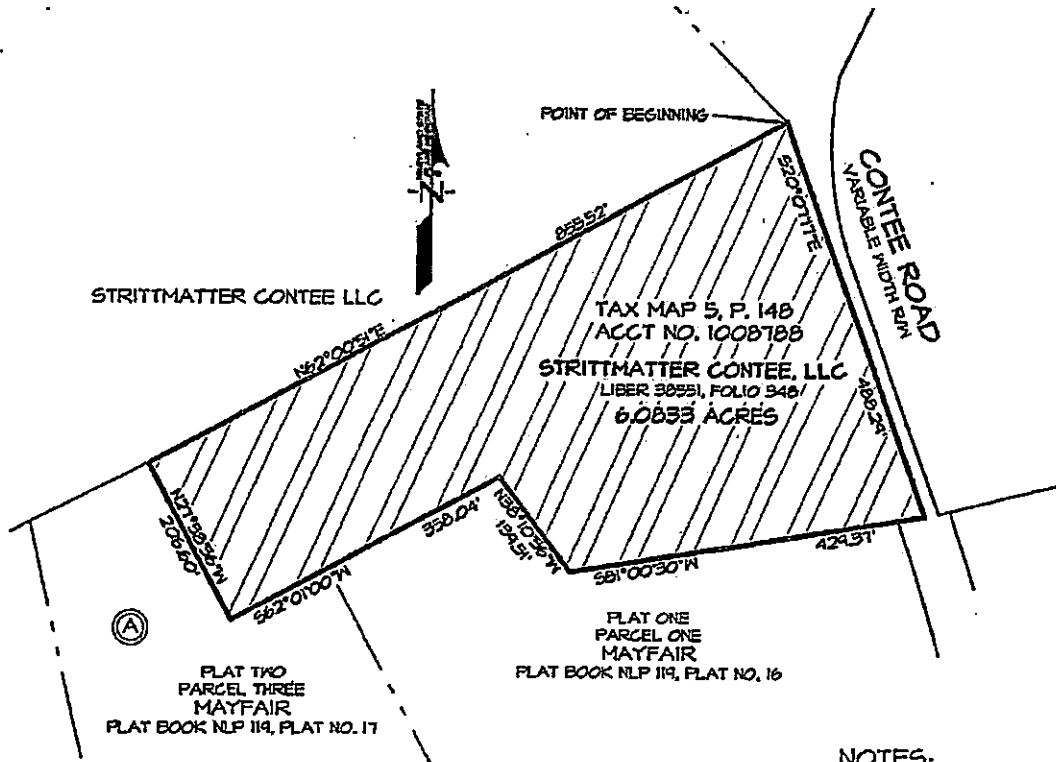 POINT OF BEGINNING
CONTEE ROAD
VARIABLE WIDTH R/W
S20°07'17"E
855.52'
STRITTMATTER CONTEE LLC
N62°00'51"E
TAX MAP 5, P. 148
ACCT NO. 1008788
STRITTMATTER CONTEE, LLC
LIBER 38551, FOLIO 348
6.0833 ACRES
488.29'
N27°58'56"W
206.60'
358.04'
S62°01'00"W
N38°10'56"W
139.51'
429.37'
S81°00'30"W
A
PLAT ONE
PARCEL ONE
MAYFAIR
PLAT BOOK NLP 119, PLAT NO. 16
PLAT TWO
PARCEL THREE
MAYFAIR
PLAT BOOK NLP 119, PLAT NO. 17
NOTES: